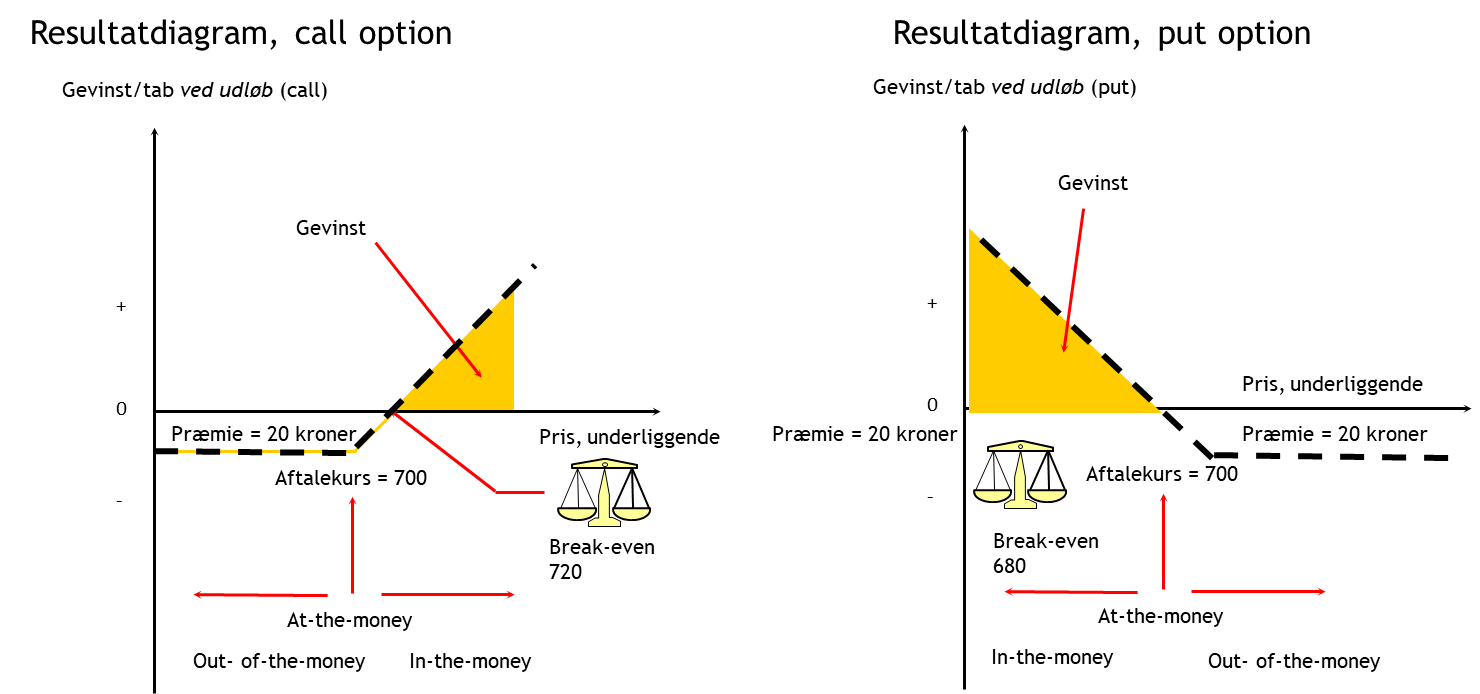 Resultatdiagram, call option
Gevinst/tab ved udløb (call)
Gevinst
+
0
Præmie = 20 kroner
Pris, underliggende
Aftalekurs = 700
-
Break-even
720
At-the-money
Out- of-the-money
In-the-money
Resultatdiagram, put option
Gevinst/tab ved udløb (put)
Gevinst
+
Pris, underliggende
0
Præmie = 20 kroner
Præmie = 20 kroner
Aftalekurs = 700
-
Break-even
680
At-the-money
In-the-money
Out- of-the-money